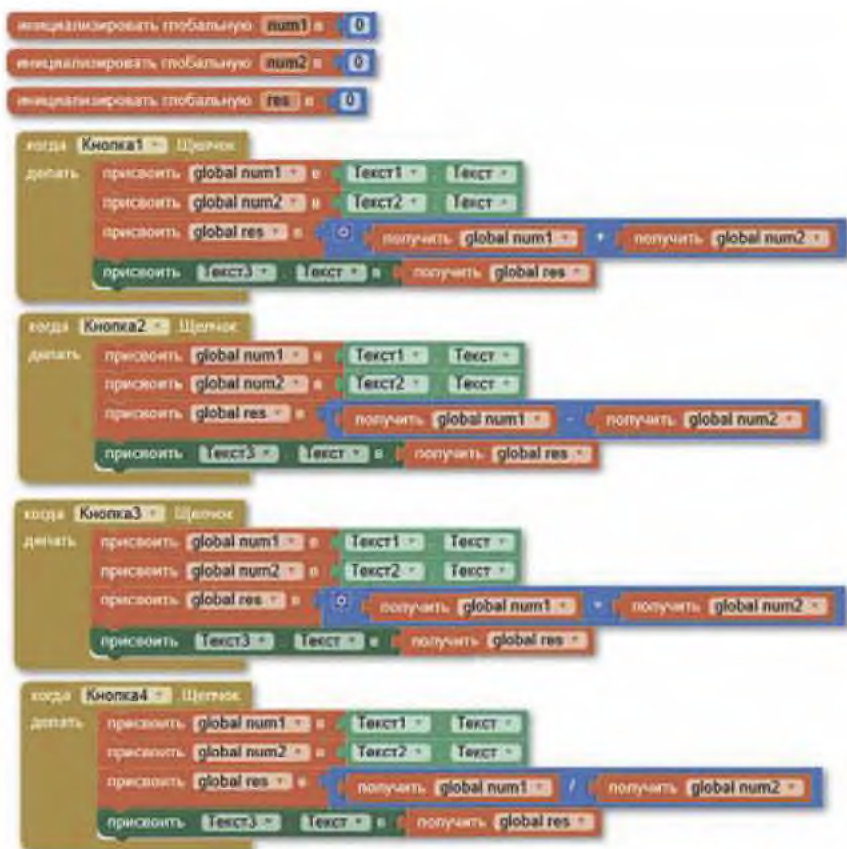 инициализировать глобальную num1 в 0
инициализировать глобальную num2 в 0
инициализировать глобальную res в 0
когда Кнопка1 Щелчок
делать присвоить global num1 в Текст1 . Текст
присвоить global num2 в Текст2 . Текст
присвоить global res в получить global num1 + получить global num2
присвоить Текст3 . Текст в получить global res
когда Кнопка2 Щелчок
делать присвоить global num1 в Текст1 . Текст
присвоить global num2 в Текст2 . Текст
присвоить global res в получить global num1 - получить global num2
присвоить Текст3 . Текст в получить global res
когда Кнопка3 Щелчок
делать присвоить global num1 в Текст1 . Текст
присвоить global num2 в Текст2 . Текст
присвоить global res в получить global num1 получить global num2
присвоить Текст3 . Текст в получить global res
когда Кнопка4 Щелчок
делать присвоить global num1 в Текст1 . Текст
присвоить global num2 в Текст2 . Текст
присвоить global res в получить global num1 / получить global num2
присвоить Текст3 . Текст в получить global res